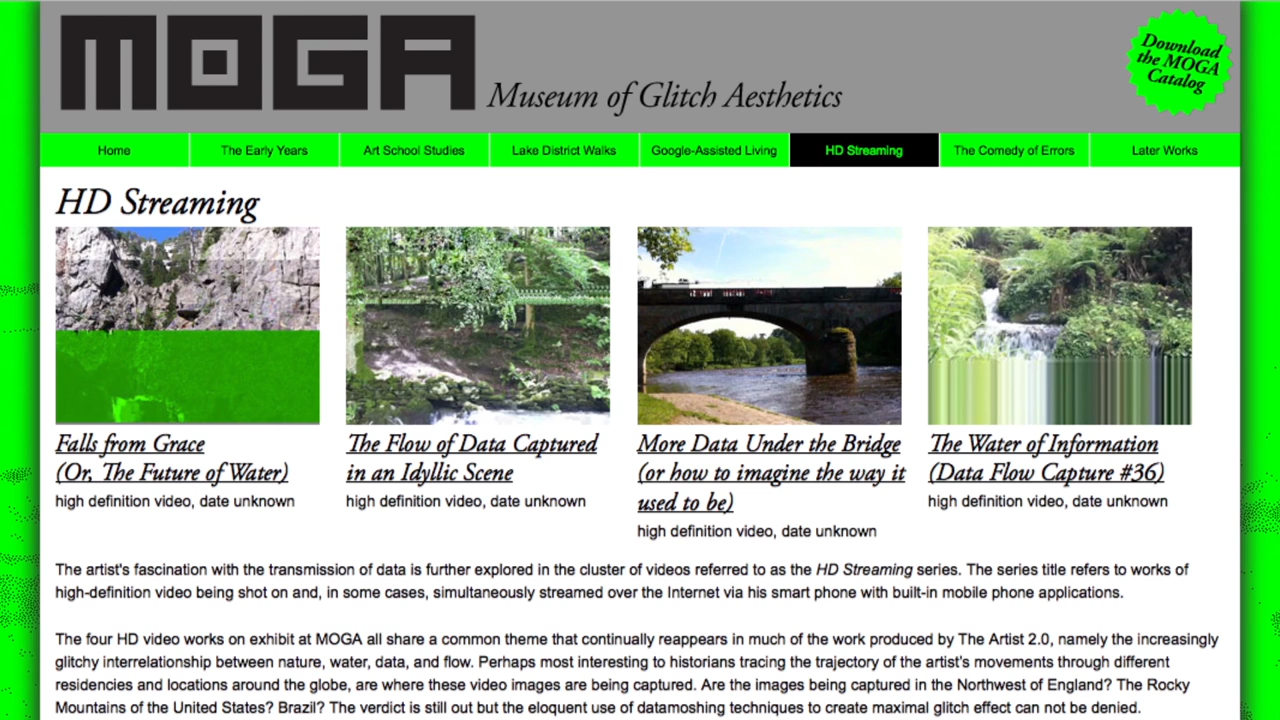 MOGA
Museum of Glitch Aesthetics
Download
the MOGA
Catalog
Home
The Early Years
Art School Studies
Lake District Walks
Google-Assisted Living
HD Streaming
The Comedy of Errors
Later Works
HD Streaming
Falls from Grace
(Or, The Future of Water)
high definition video, date unknown
The Flow of Data Captured
in an Idyllic Scene
high definition video, date unknown
More Data Under the Bridge
(or how to imagine the way it
used to be)
high definition video, date unknown
The Water of Information
(Data Flow Capture #36)
high definition video, date unknown
The artist's fascination with the transmission of data is further explored in the cluster of videos referred to as the HD Streaming series. The series title refers to works of
high-definition video being shot on and, in some cases, simultaneously streamed over the Internet via his smart phone with built-in mobile phone applications.
The four HD video works on exhibit at MOGA all share a common theme that continually reappears in much of the work produced by The Artist 2.0, namely the increasingly
glitchy interrelationship between nature, water, data, and flow. Perhaps most interesting to historians tracing the trajectory of the artist's movements through different
residencies and locations around the globe, are where these video images are being captured. Are the images being captured in the Northwest of England? The Rocky
Mountains of the United States? Brazil? The verdict is still out but the eloquent use of datamoshing techniques to create maximal glitch effect can not be denied.